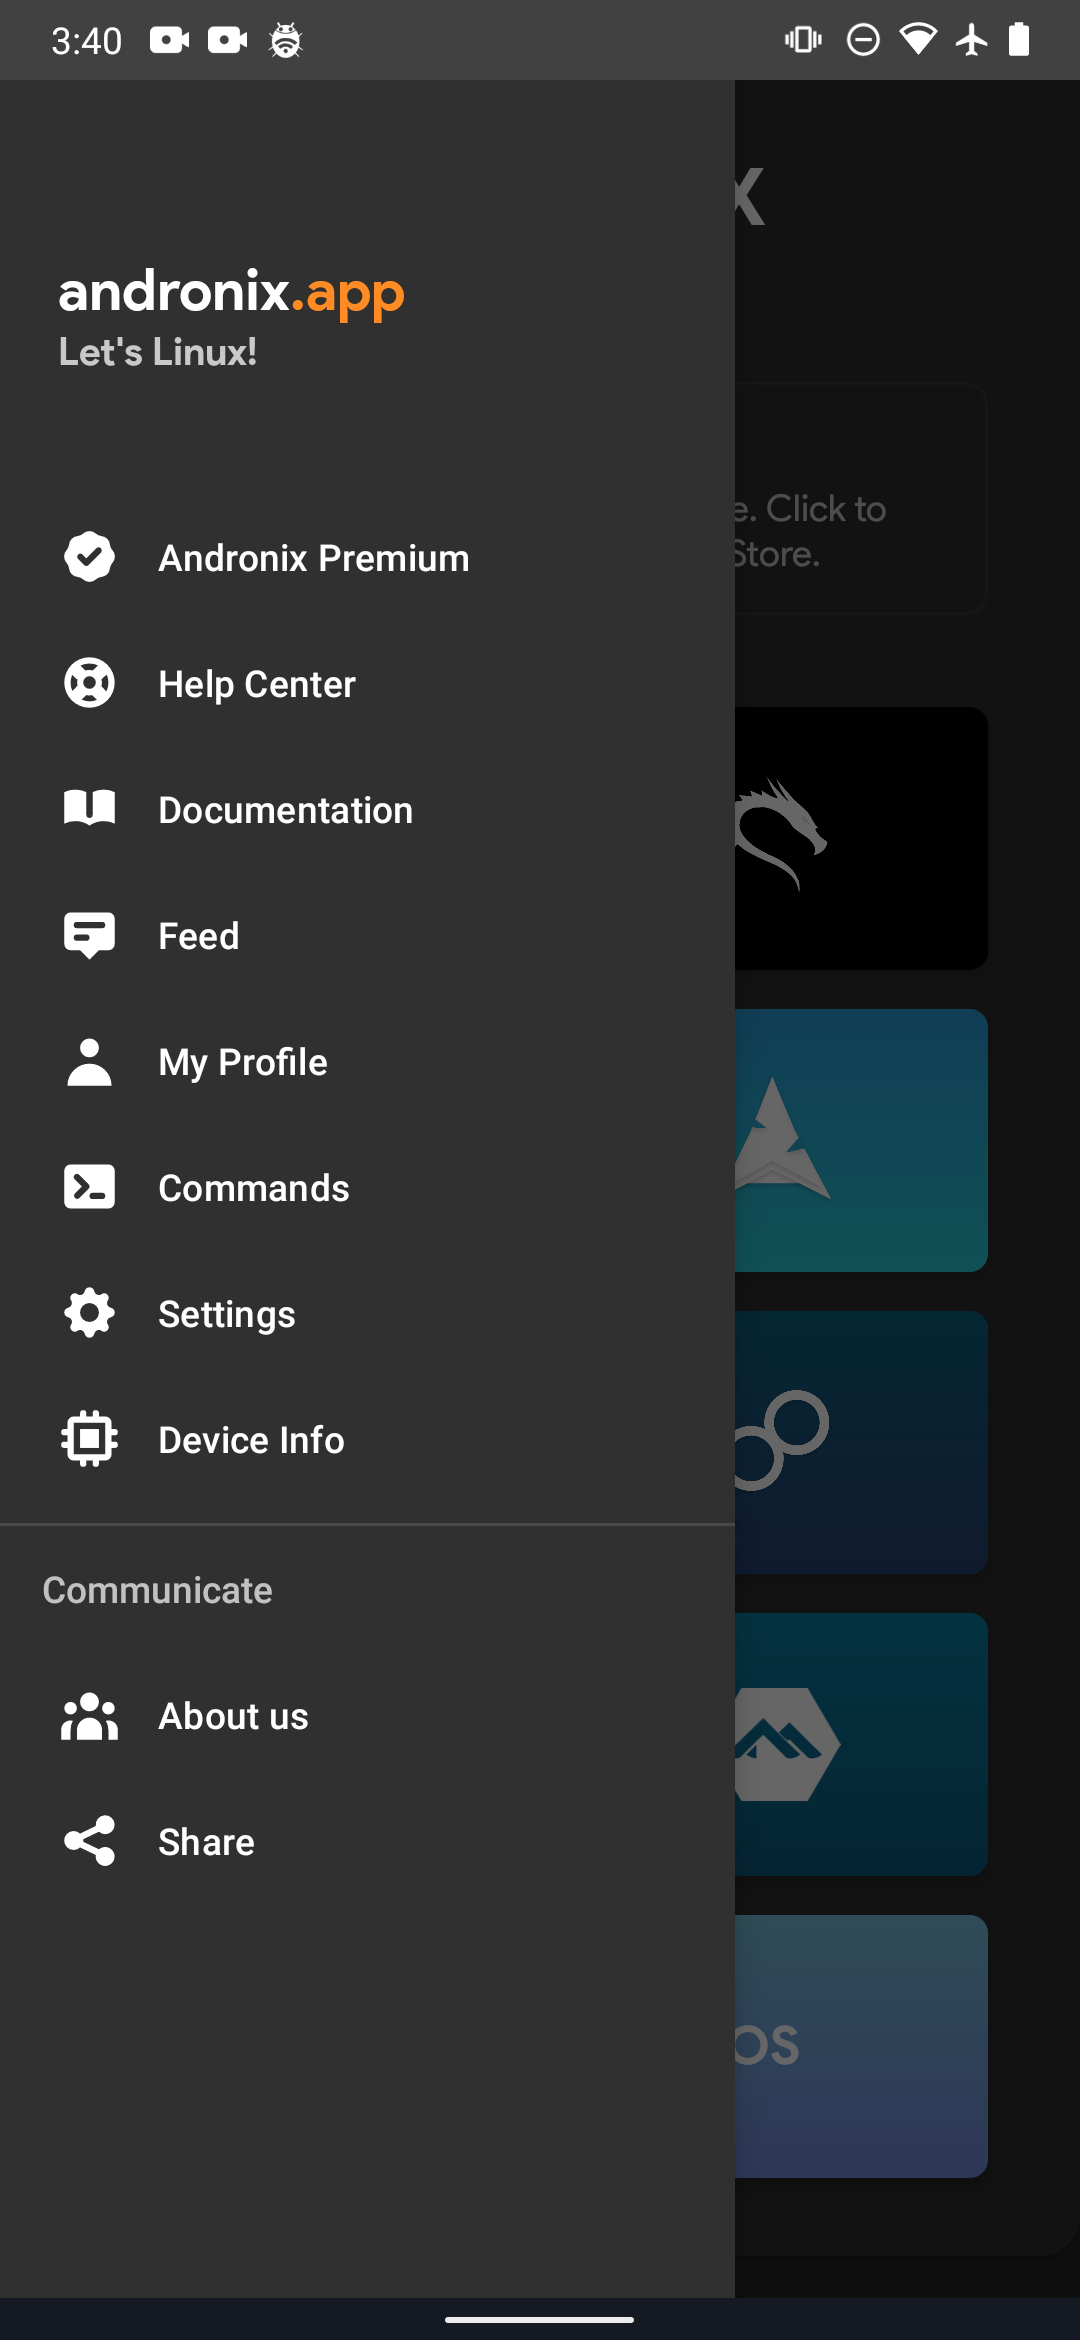 3:40
andronix.app
Let's Linux!
Andronix Premium
Help Center
Documentation
Feed
My Profile
Commands
Settings
Device Info
Communicate
About us
Share
X
e. Click to
Store.
OS